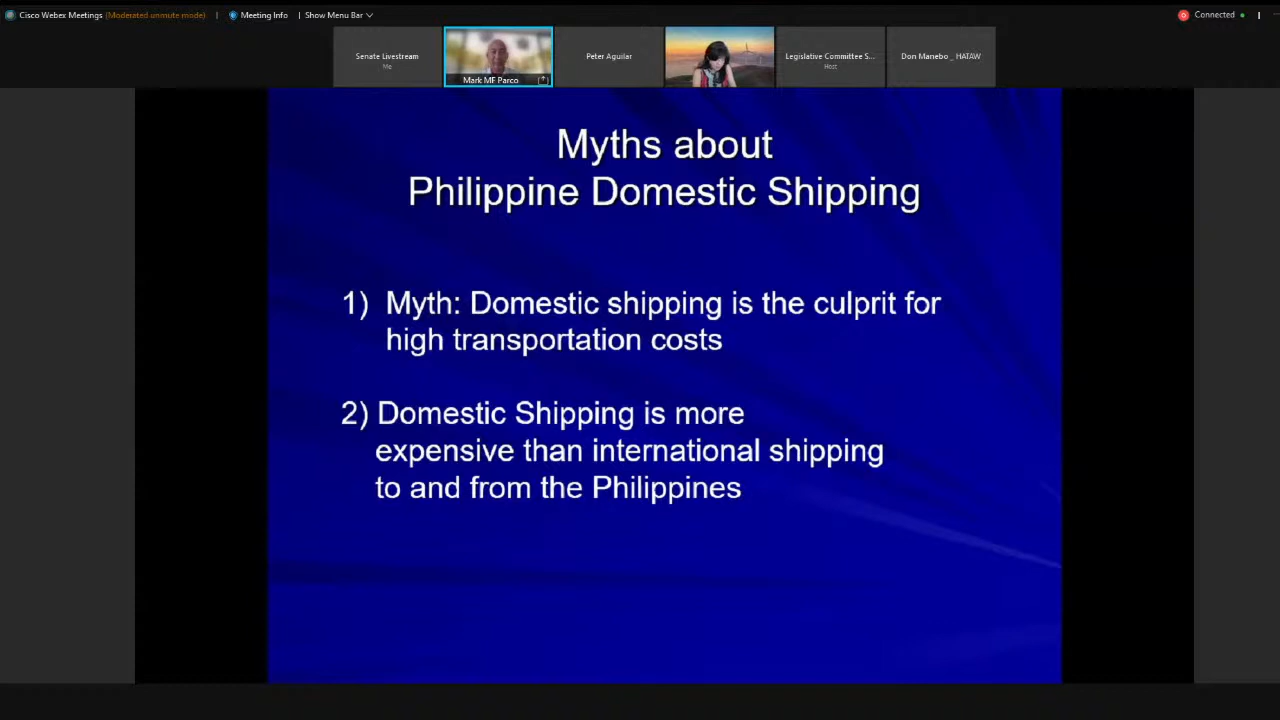 Cisco Webex Meetings (Moderated unmute mode) | Meeting Info | Show Menu Bar
Connected
Senate Livestream
Me
Mark MF Parco
Peter Aguilar
Legislative Committee S...
Host
Don Manebo _ HATAW
Myths about
Philippine Domestic Shipping
1) Myth: Domestic shipping is the culprit for
high transportation costs
2) Domestic Shipping is more
expensive than international shipping
to and from the Philippines